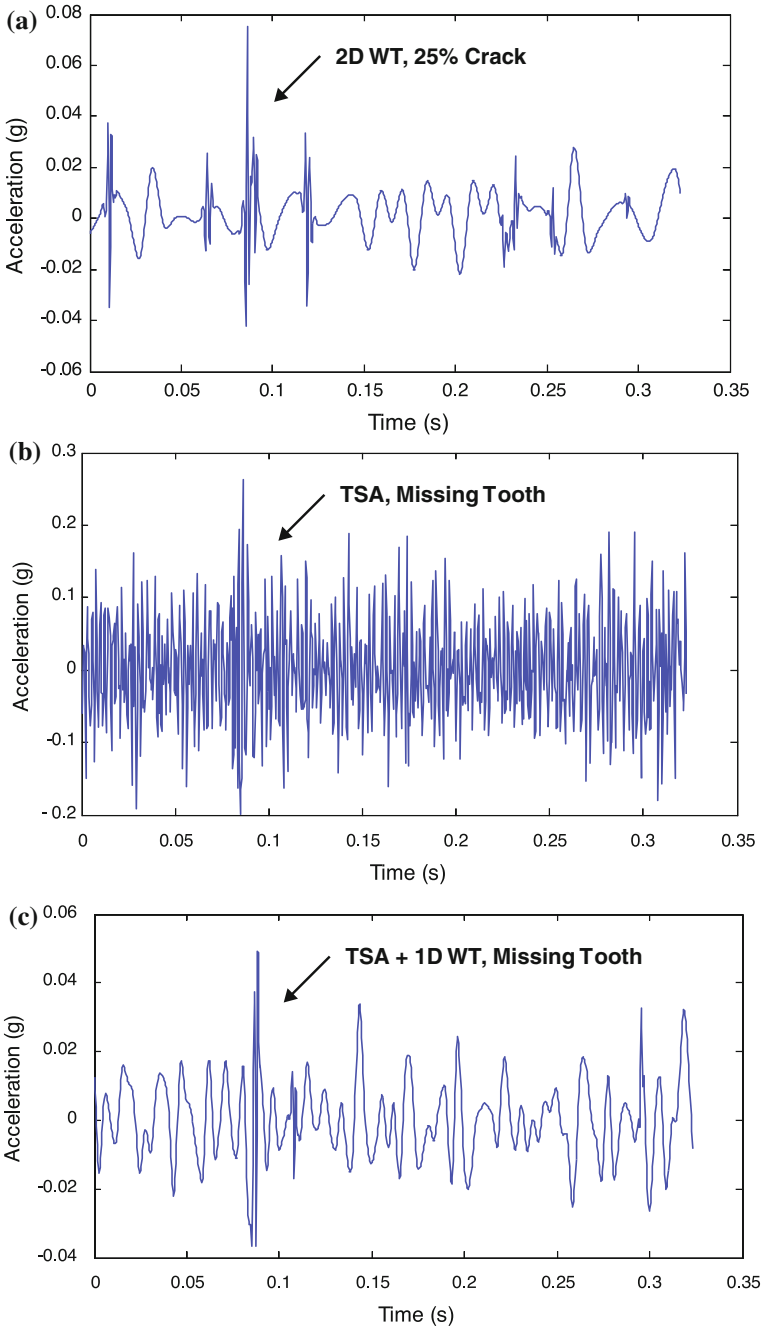 (a)
0.08
0.06
0.04
0.02
0
-0.02
-0.04
-0.06
Acceleration (g)
2D WT, 25% Crack
0 0.05 0.1 0.15 0.2 0.25 0.3 0.35
Time (s)
(b)
0.3
0.2
0.1
0
-0.1
-0.2
Acceleration (g)
TSA, Missing Tooth
0 0.05 0.1 0.15 0.2 0.25 0.3 0.35
Time (s)
(c)
0.06
0.04
0.02
0
-0.02
-0.04
Acceleration (g)
TSA + 1D WT, Missing Tooth
0 0.05 0.1 0.15 0.2 0.25 0.3 0.35
Time (s)